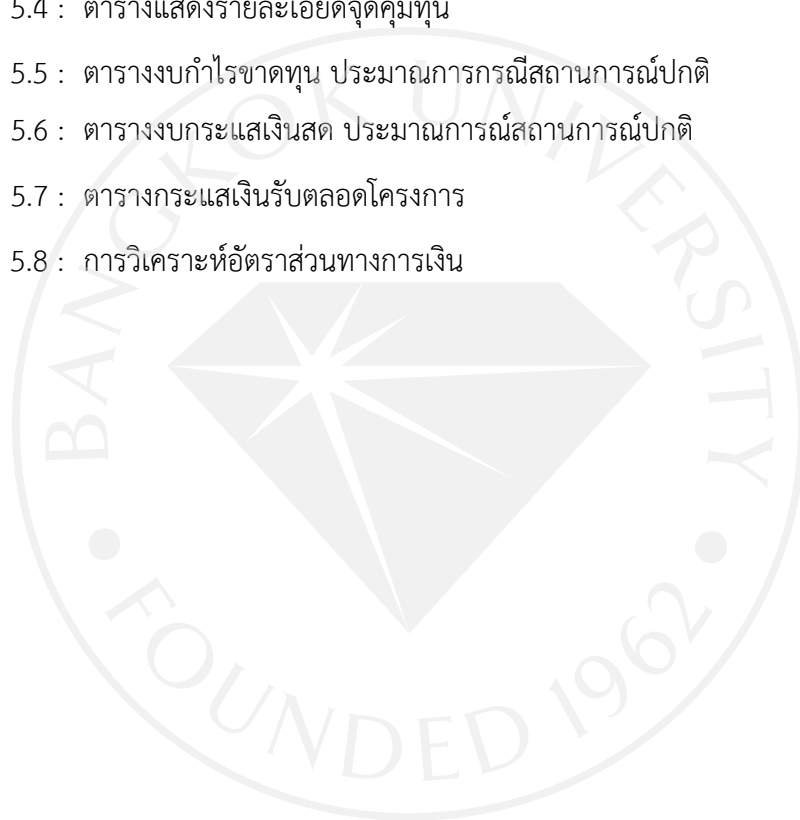 5.4 : ตารางแสดงรายละเอียดจุดคุ้มทุน
5.5 : ตารางงบกำไรขาดทุน ประมาณการกรณีสถานการณ์ปกติ
5.6 : ตารางงบกระแสเงินสด ประมาณการณ์สถานการณ์ปกติ
5.7 : ตารางกระแสเงินรับตลอดโครงการ
5.8 : การวิเคราะห์อัตราส่วนทางการเงิน
BANGKOK UNIVERSITY
FOUNDED 1962